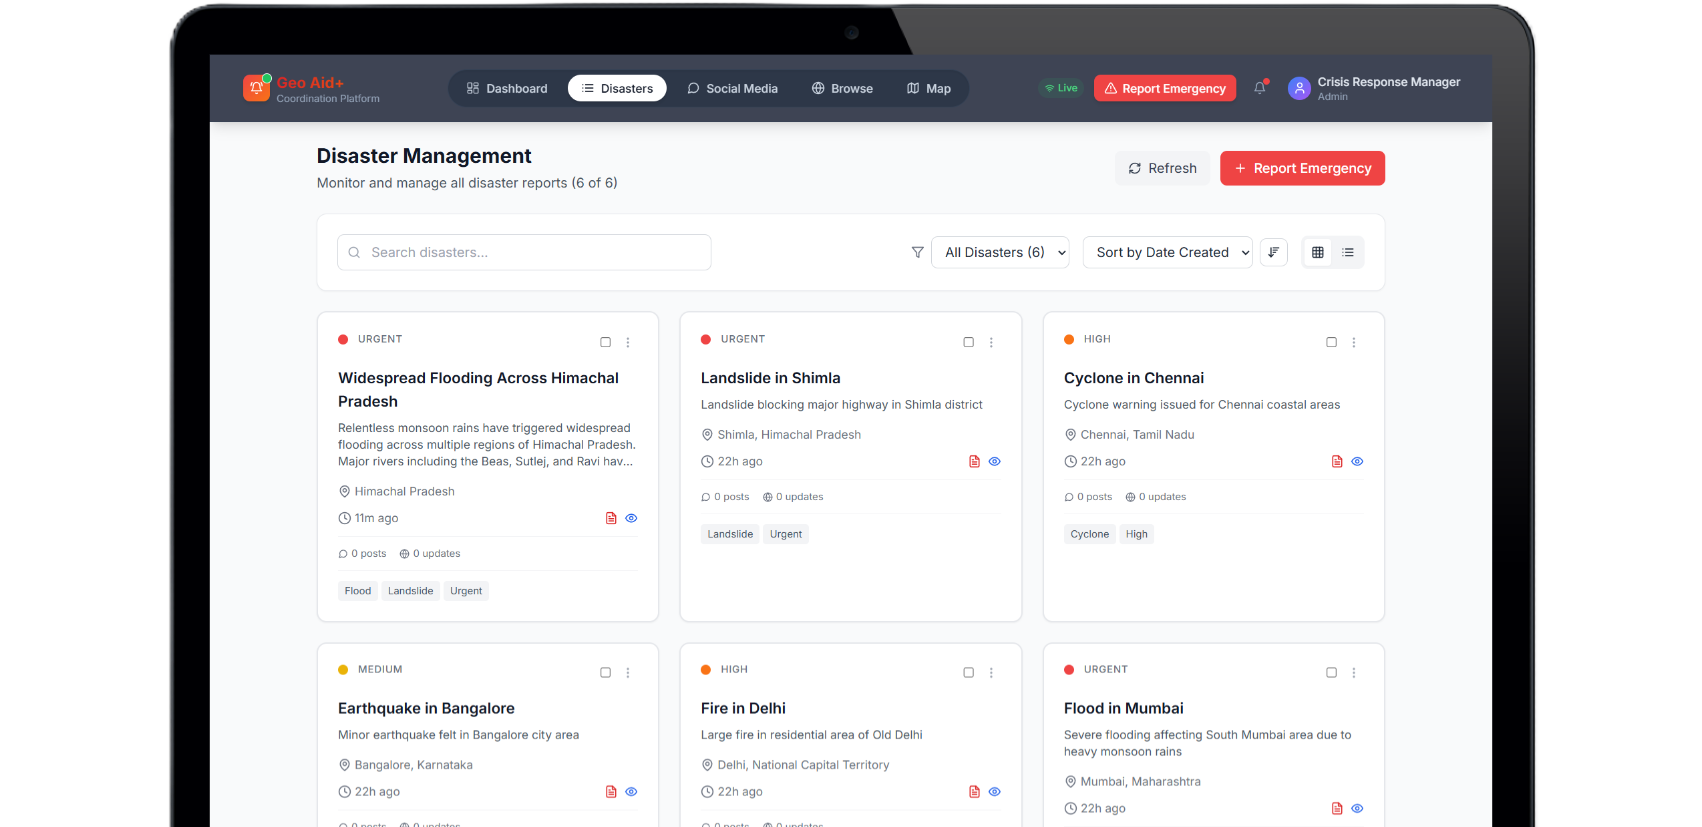 Geo Aid+
Coordination Platform
Dashboard
Disasters
Social Media
Browse
Map
Live
Report Emergency
Crisis Response Manager
Admin
Disaster Management
Monitor and manage all disaster reports (6 of 6)
Refresh
+ Report Emergency
Search disasters...
All Disasters (6)
Sort by Date Created
URGENT
Widespread Flooding Across Himachal
Pradesh
Relentless monsoon rains have triggered widespread
flooding across multiple regions of Himachal Pradesh.
Major rivers including the Beas, Sutlej, and Ravi hav...
Himachal Pradesh
11m ago
0 posts
0 updates
Flood
Landslide
Urgent
URGENT
Landslide in Shimla
Landslide blocking major highway in Shimla district
Shimla, Himachal Pradesh
22h ago
0 posts
0 updates
Landslide
Urgent
HIGH
Cyclone in Chennai
Cyclone warning issued for Chennai coastal areas
Chennai, Tamil Nadu
22h ago
0 posts
0 updates
Cyclone
High
MEDIUM
Earthquake in Bangalore
Minor earthquake felt in Bangalore city area
Bangalore, Karnataka
22h ago
0 posts
0 updates
HIGH
Fire in Delhi
Large fire in residential area of Old Delhi
Delhi, National Capital Territory
22h ago
0 posts
0 updates
URGENT
Flood in Mumbai
Severe flooding affecting South Mumbai area due to
heavy monsoon rains
Mumbai, Maharashtra
22h ago